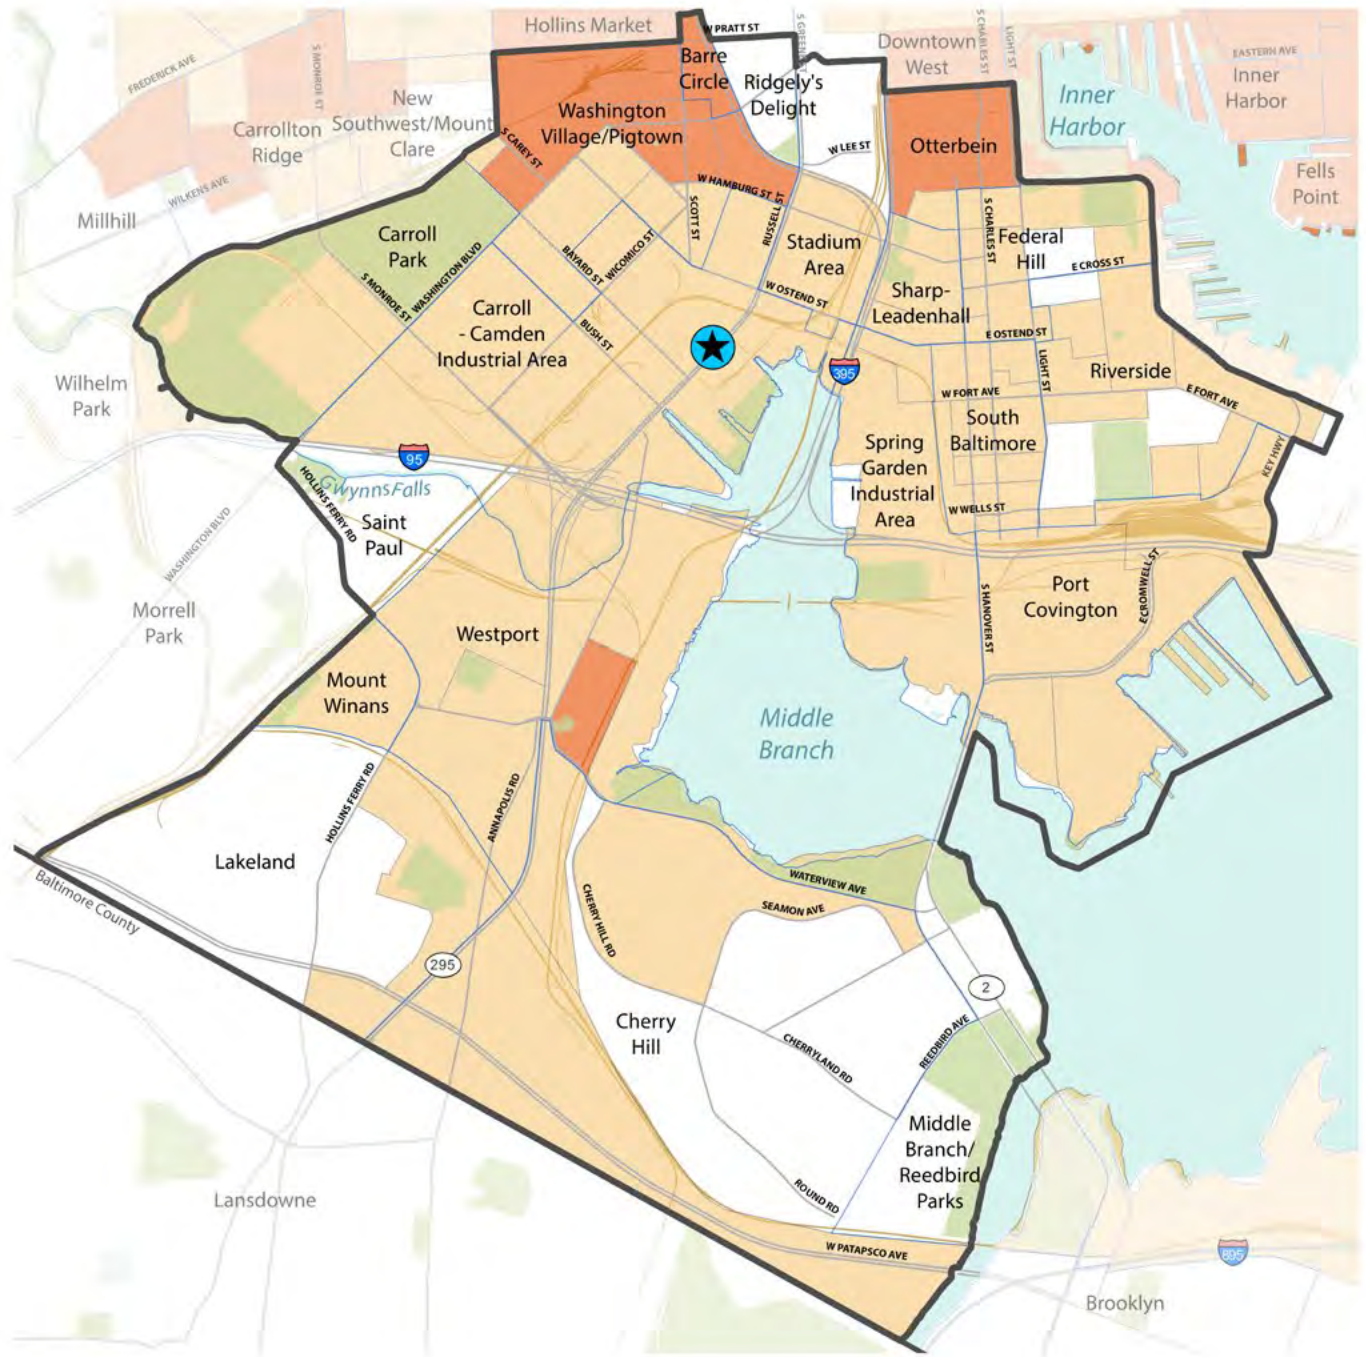 Hollins Market
W PRATT ST
S GREENE ST
S CHARLES ST
LIGHT ST
Downtown
West
EASTERN AVE
Inner
Harbor
Inner
Harbor
FREDERICK AVE
S MONROE ST
Barre
Circle
Ridgely's
Delight
New
Southwest/Mount
Clare
Carrollton
Ridge
Washington
Village/Pigtown
S CAREY ST
W LEE ST
Otterbein
Fells
Point
WILKENS AVE
Millhill
W HAMBURG ST
SCOTT ST
RUSSELL ST
S CHARLES ST
Federal
Hill
E CROSS ST
Carroll
Park
WASHINGTON BLVD
S MONROE ST
BAYARD ST
WICOMICO ST
Stadium
Area
W OSTEND ST
Sharp-
Leadenhall
E OSTEND ST
Carroll
- Camden
Industrial Area
BUSH ST
395
LIGHT ST
Riverside
Wilhelm
Park
W FORT AVE
E FORT AVE
South
Baltimore
KEY HWY
95
Spring
Garden
Industrial
Area
HOLLINS FERRY RD
GwynnsFalls
Saint
Paul
W WELLS ST
WASHINGTON BLVD
Morrell
Park
Port
Covington
E CROMWELL ST
S HANOVER ST
Westport
Mount
Winans
Middle
Branch
HOLLINS FERRY RD
ANNAPOLIS RD
Lakeland
Baltimore County
WATERVIEW AVE
SEAMON AVE
CHERRY HILL RD
295
2
Cherry
Hill
CHERRYLAND RD
REEDBIRD AVE
Middle
Branch/
Reedbird
Parks
ROUND RD
Lansdowne
W PATAPSCO AVE
895
Brooklyn